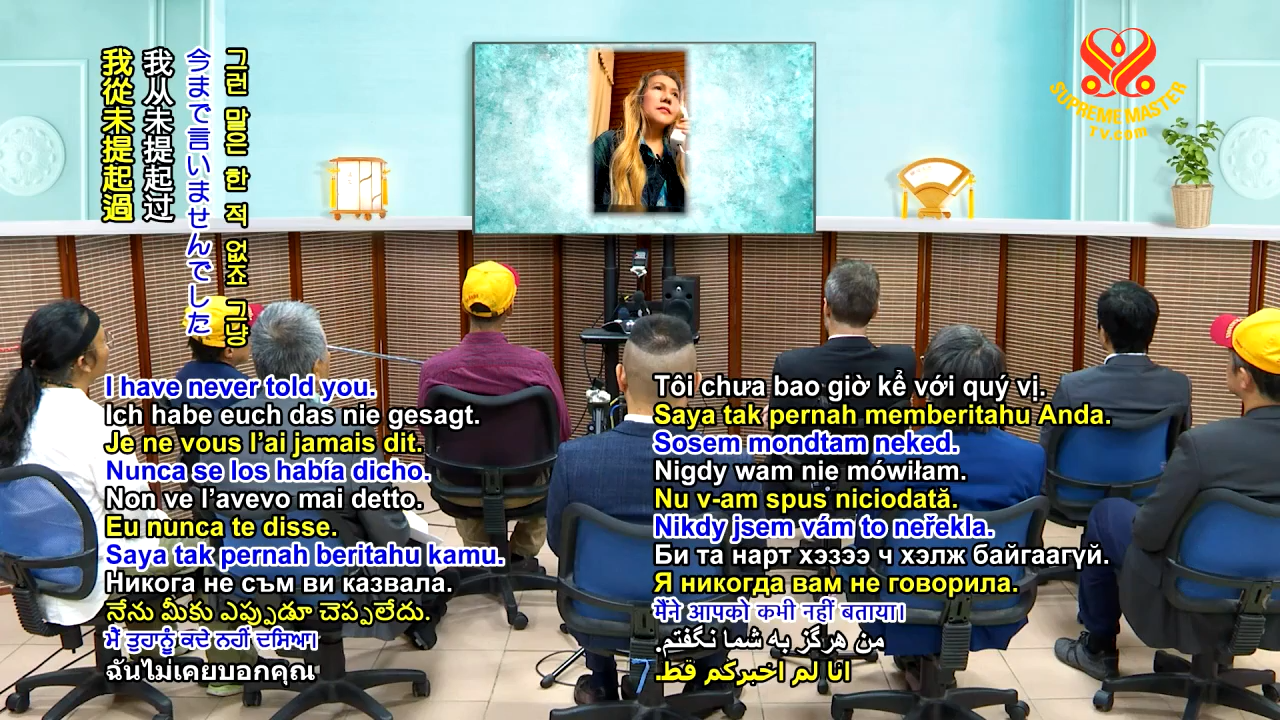 그런 말은 한 적 없죠 그냥
今まで言いませんでした
我从未提起过
我從未提起過
SUPREME MASTER
TV.com
I have never told you.
Ich habe euch das nie gesagt.
Je ne vous l'ai jamais dit.
Nunca se los había dicho.
Non ve l'avevo mai detto.
Eu nunca te disse.
Saya tak pernah beritahu kamu.
Никога не съм ви казвала.
నేను మీకు ఎప్పుడూ చెప్పలేదు.
ਮੈਂ ਤੁਹਾਨੂੰ ਕਦੇ ਨਹੀਂ ਦਸਿਆ।
ฉันไม่เคยบอกคุณ
Tôi chưa bao giờ kể với quý vị.
Saya tak pernah memberitahu Anda.
Sosem mondtam neked.
Nigdy wam nie mówiłam.
Nu v-am spus niciodată.
Nikdy jsem vám to neřekla.
Би та нарт хэзээ ч хэлж байгаагүй.
Я никогда вам не говорила.
मैंने आपको कभी नहीं बताया।
من هرگز به شما نگفتم.
انا لم اخبركم قط.